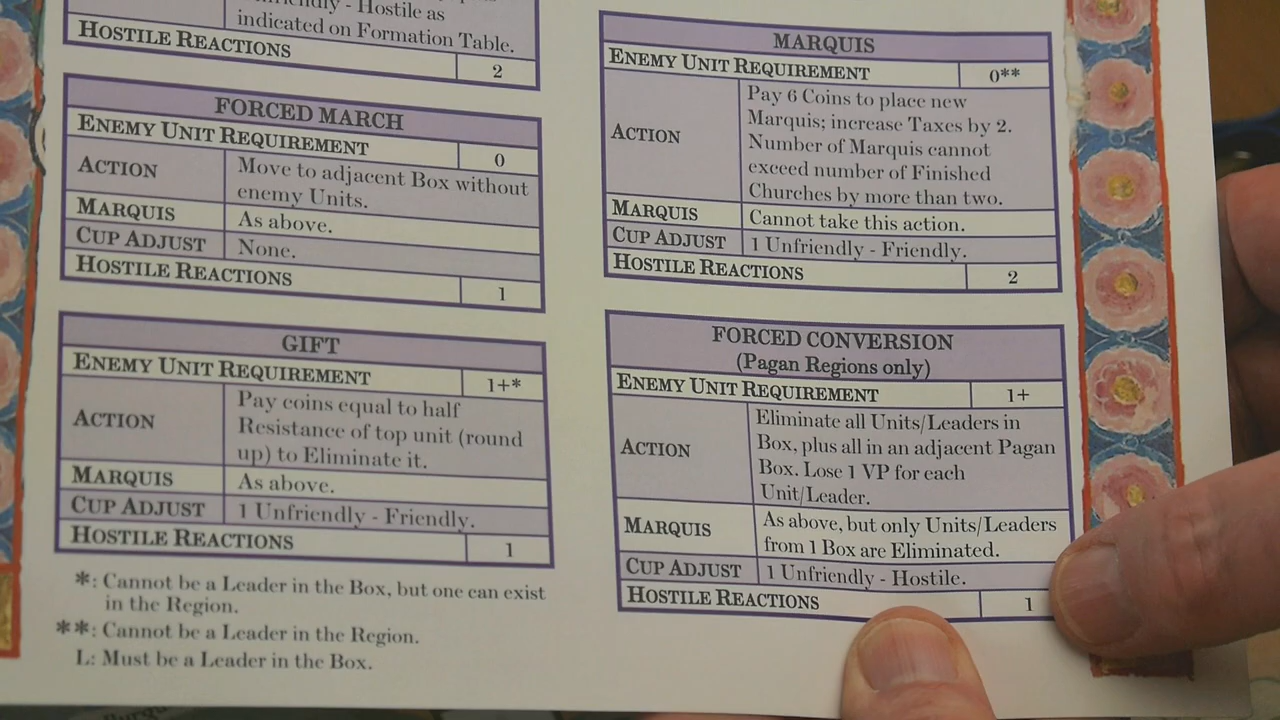 Hostile as
indicated on Formation Table.
HOSTILE REACTIONS 2
FORCED MARCH
ENEMY UNIT REQUIREMENT 0
ACTION Move to adjacent Box without
enemy Units.
MARQUIS As above.
CUP ADJUST None.
HOSTILE REACTIONS 1
GIFT
ENEMY UNIT REQUIREMENT 1+*
ACTION Pay coins equal to half
Resistance of top unit (round
up) to Eliminate it.
MARQUIS As above.
CUP ADJUST 1 Unfriendly - Friendly.
HOSTILE REACTIONS 1
*: Cannot be a Leader in the Box, but one can exist
in the Region.
**: Cannot be a Leader in the Region.
L: Must be a Leader in the Box.
MARQUIS
ENEMY UNIT REQUIREMENT 0**
ACTION Pay 6 Coins to place new
Marquis; increase Taxes by 2.
Number of Marquis cannot
exceed number of Finished
Churches by more than two.
MARQUIS Cannot take this action.
CUP ADJUST 1 Unfriendly - Friendly.
HOSTILE REACTIONS 2
FORCED CONVERSION
(Pagan Regions only)
ENEMY UNIT REQUIREMENT 1+
ACTION Eliminate all Units/Leaders in
Box, plus all in an adjacent Pagan
Box. Lose 1 VP for each
Unit/Leader.
MARQUIS As above, but only Units/Leaders
from 1 Box are Eliminated.
CUP ADJUST 1 Unfriendly - Hostile.
HOSTILE REACTIONS 1